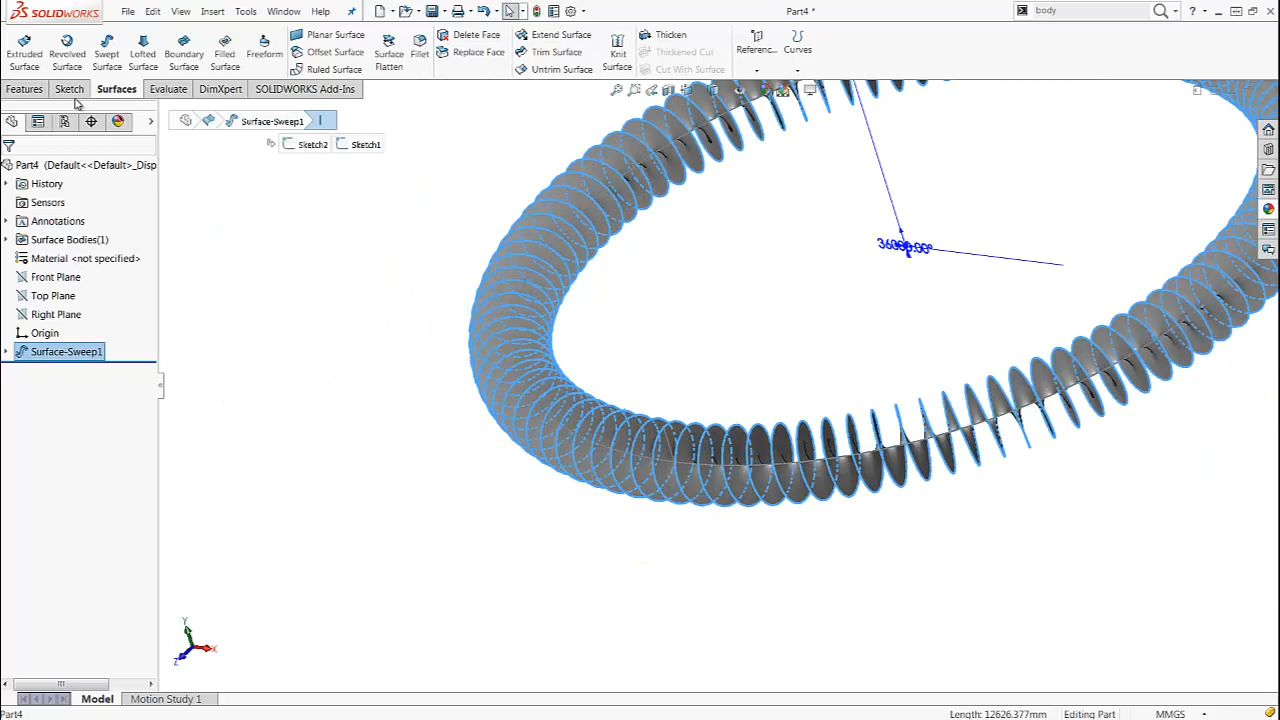 SOLIDWORKS File Edit View Insert Tools Window Help Part4 * body
Extruded Surface
Revolved Surface
Swept Surface
Lofted Surface
Boundary Surface
Filled Surface
Freeform
Planar Surface
Offset Surface
Ruled Surface
Surface Flatten
Fillet
Delete Face
Replace Face
Extend Surface
Trim Surface
Untrim Surface
Knit Surface
Thicken
Thickened Cut
Cut With Surface
Referenc...
Curves
Features Sketch Surfaces Evaluate DimXpert SOLIDWORKS Add-Ins
Surface-Sweep1
Sketch2 Sketch1
Part4 (Default<<Default>_Disp
History
Sensors
Annotations
Surface Bodies(1)
Material <not specified>
Front Plane
Top Plane
Right Plane
Origin
Surface-Sweep1
Y
X
Z
Model Motion Study 1
Part4 Length: 12626.377mm Editing Part MMGS